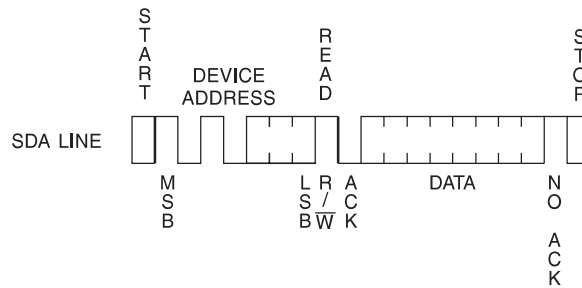 START
READ
STOP
DEVICE
ADDRESS
SDA LINE
MSB
LSB
R/W
ACK
DATA
NO ACK